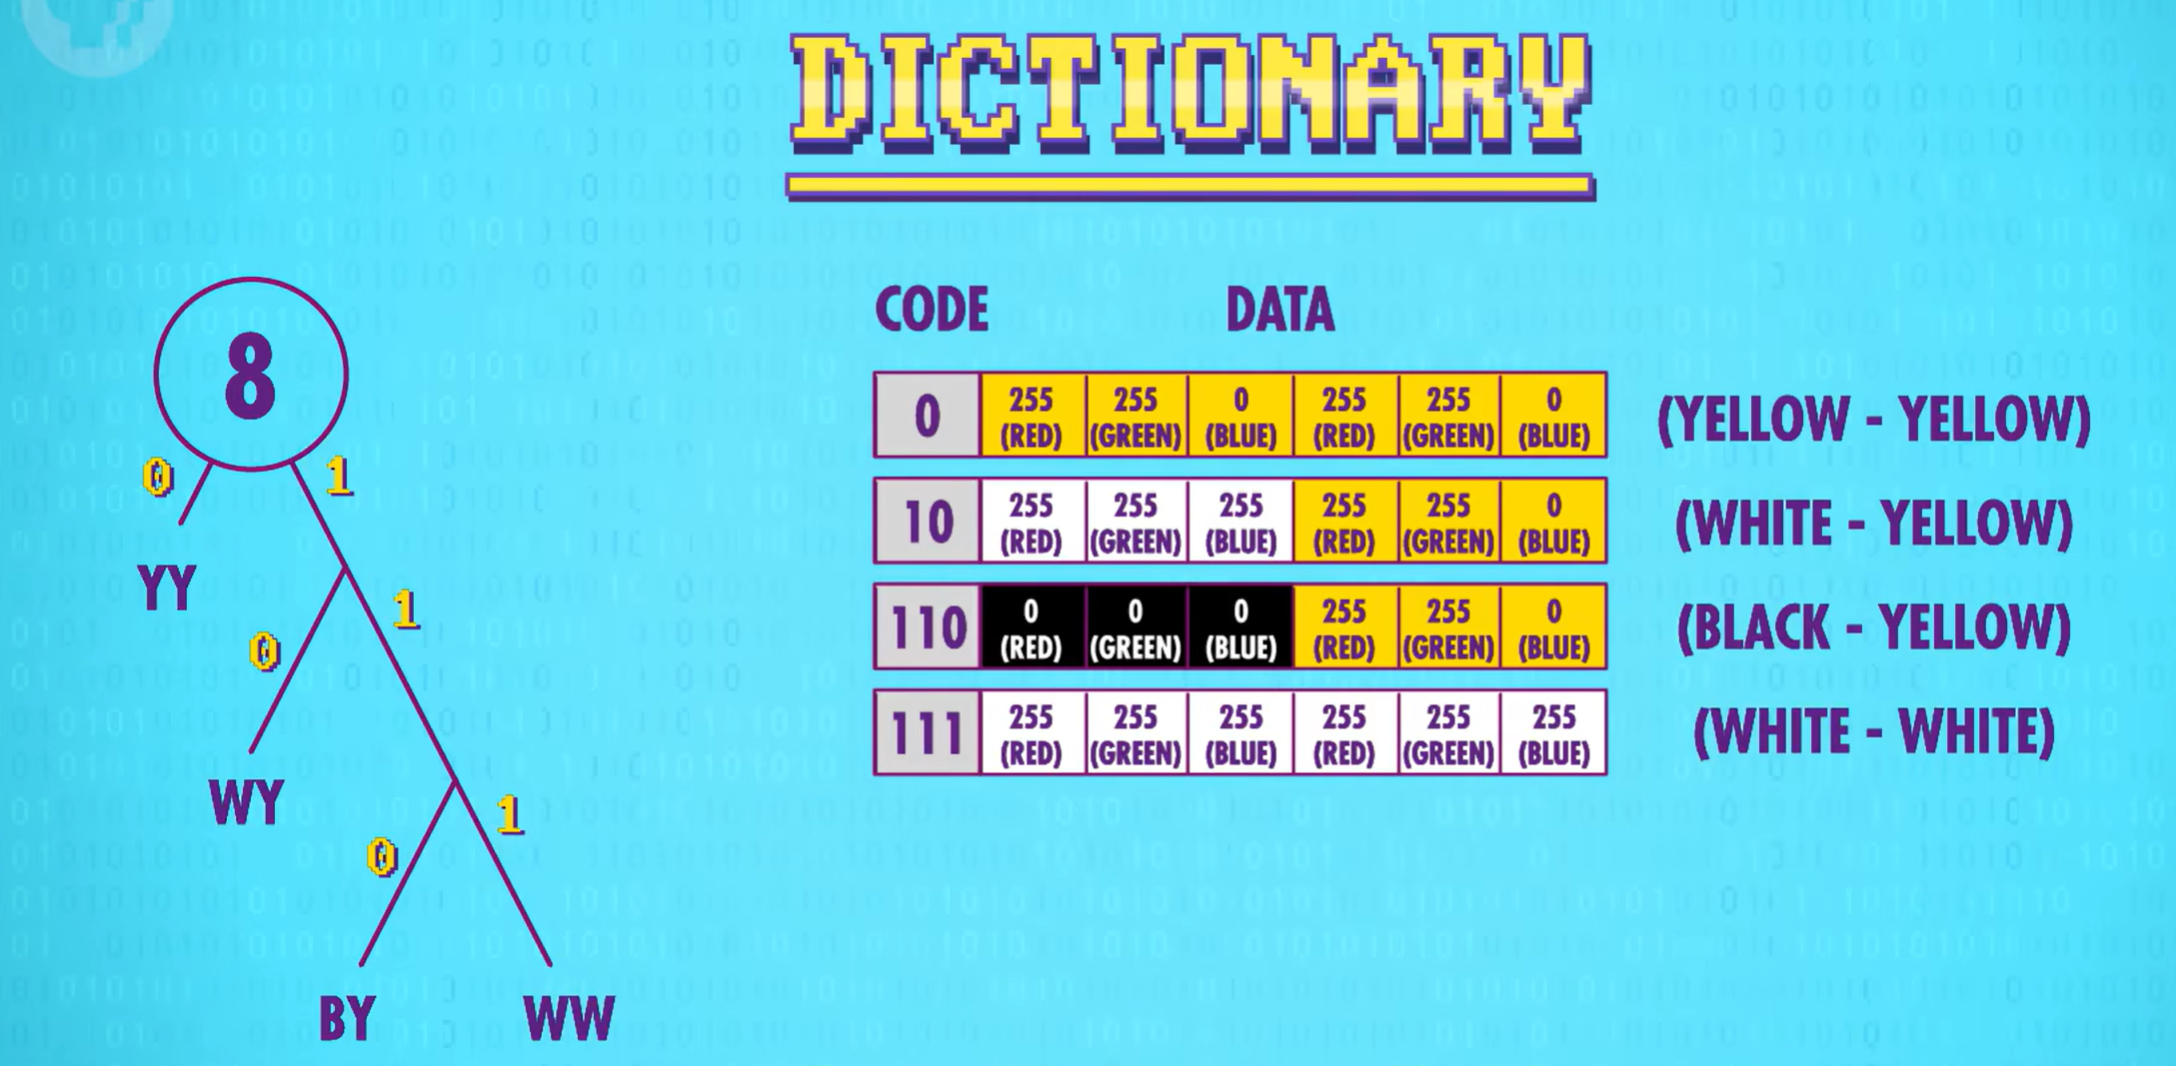 DICTIONARY
8
0
1
YY
0
1
WY
0
1
BY
WW
CODE DATA
0 255 (RED) 255 (GREEN) 0 (BLUE) 255 (RED) 255 (GREEN) 0 (BLUE) (YELLOW - YELLOW)
10 255 (RED) 255 (GREEN) 255 (BLUE) 255 (RED) 255 (GREEN) 0 (BLUE) (WHITE - YELLOW)
110 0 (RED) 0 (GREEN) 0 (BLUE) 255 (RED) 255 (GREEN) 0 (BLUE) (BLACK - YELLOW)
111 255 (RED) 255 (GREEN) 255 (BLUE) 255 (RED) 255 (GREEN) 255 (BLUE) (WHITE - WHITE)